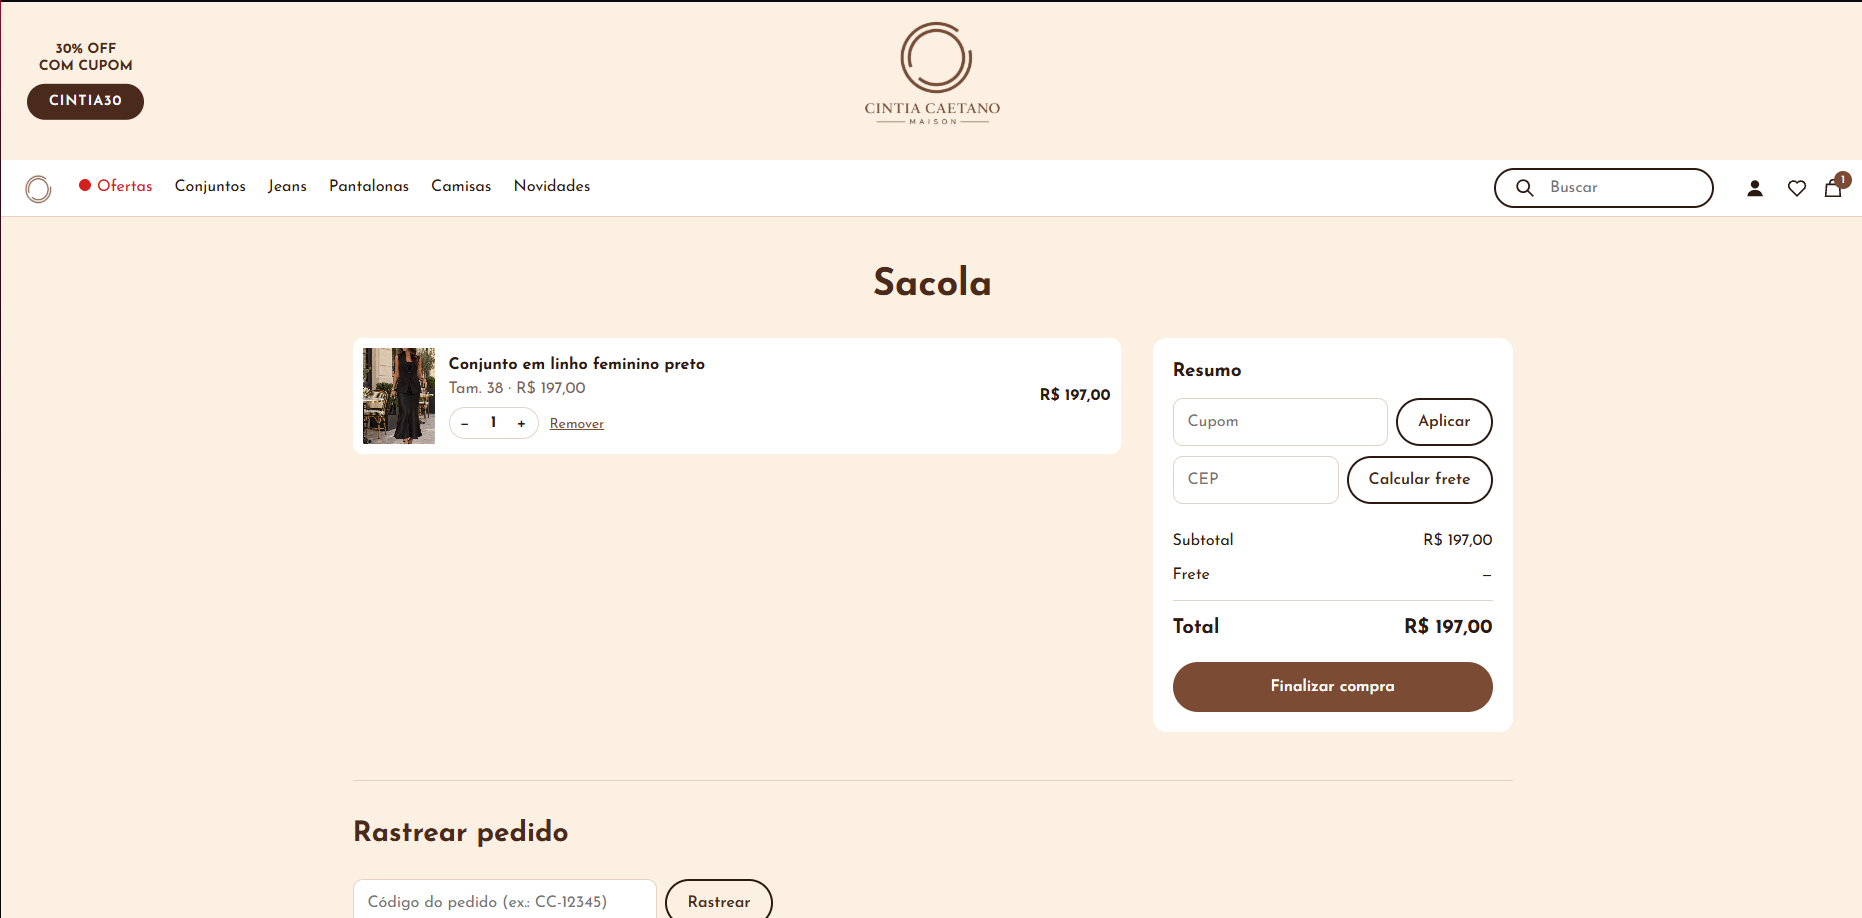 30% OFF
COM CUPOM
CINTIA30
CINTIA CAETANO
MAISON
Ofertas
Conjuntos
Jeans
Pantalonas
Camisas
Novidades
Buscar
1
Sacola
Conjunto em linho feminino preto
Tam. 38 · R$ 197,00
R$ 197,00
– 1 +
Remover
Resumo
Cupom
Aplicar
CEP
Calcular frete
Subtotal
R$ 197,00
Frete
–
Total
R$ 197,00
Finalizar compra
Rastrear pedido
Código do pedido (ex.: CC-12345)
Rastrear